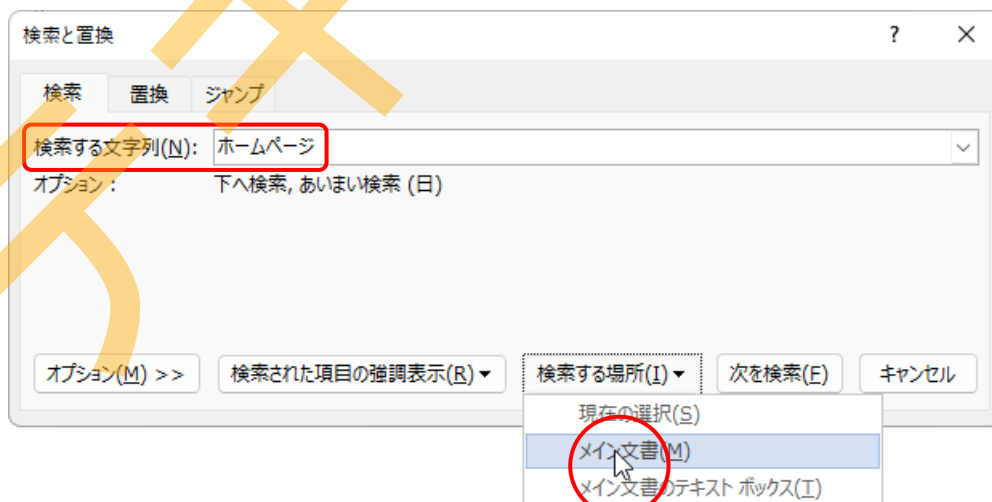 検索と置換 ?
検索 置換 ジャンプ
検索する文字列(N): ホームページ
オプション : 下へ検索, あいまい検索 (日)
オプション(M) >> 検索された項目の強調表示(R) 検索する場所(I) 次を検索(F) キャンセル
現在の選択(S)
メイン文書(M)
メイン文書のテキスト ボックス(T)